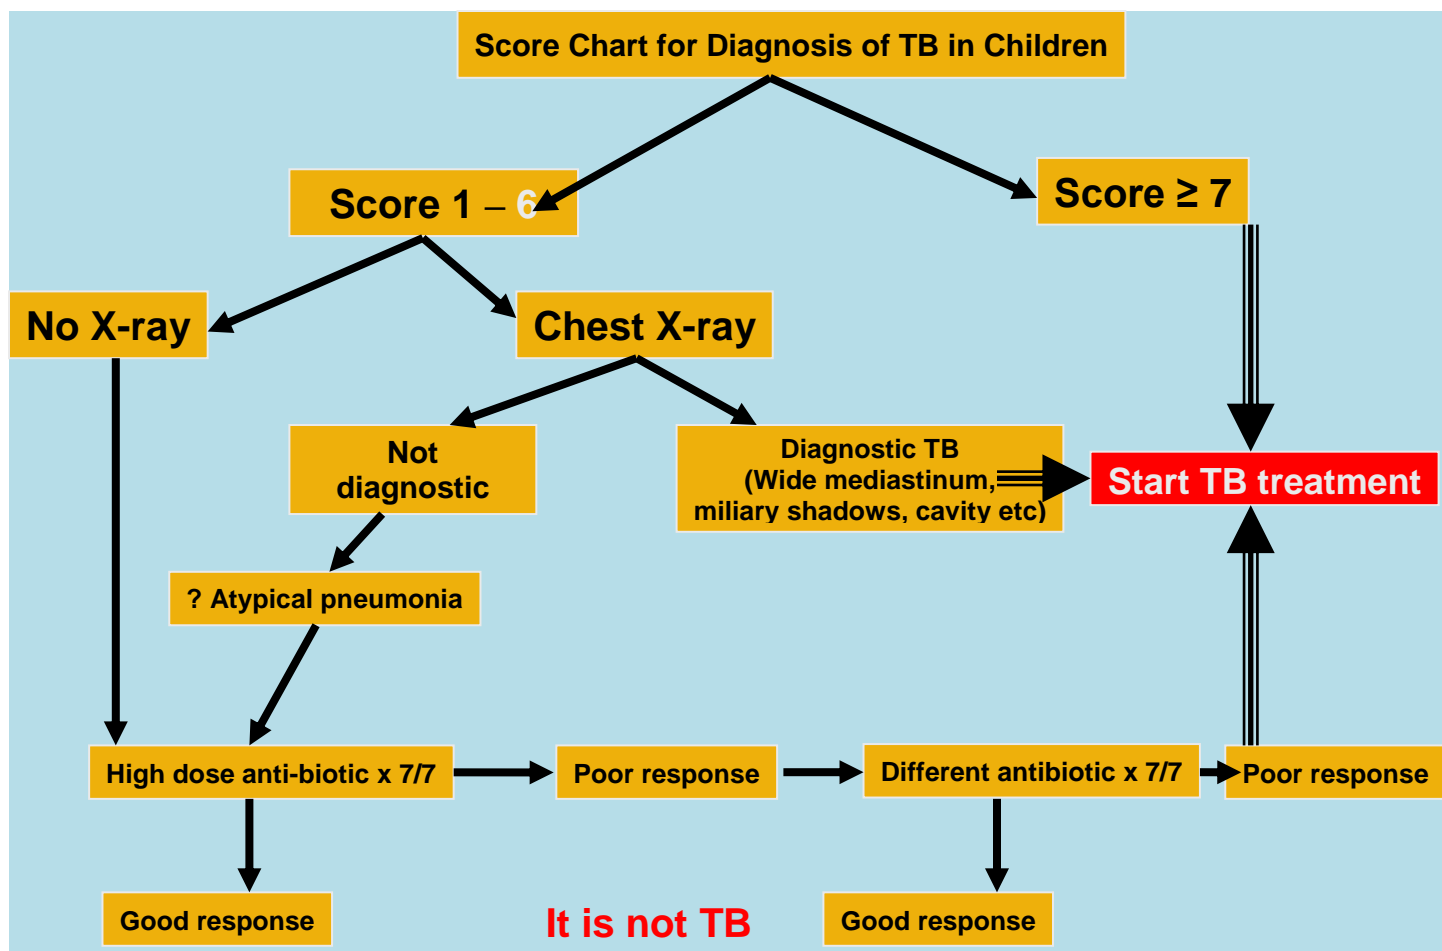 Score Chart for Diagnosis of TB in Children
Score 1 – 6
Score ≥ 7
No X-ray
Chest X-ray
Not
diagnostic
Diagnostic TB
(Wide mediastinum,
miliary shadows, cavity etc)
Start TB treatment
? Atypical pneumonia
High dose anti-biotic x 7/7
Poor response
Different antibiotic x 7/7
Poor response
Good response
It is not TB
Good response